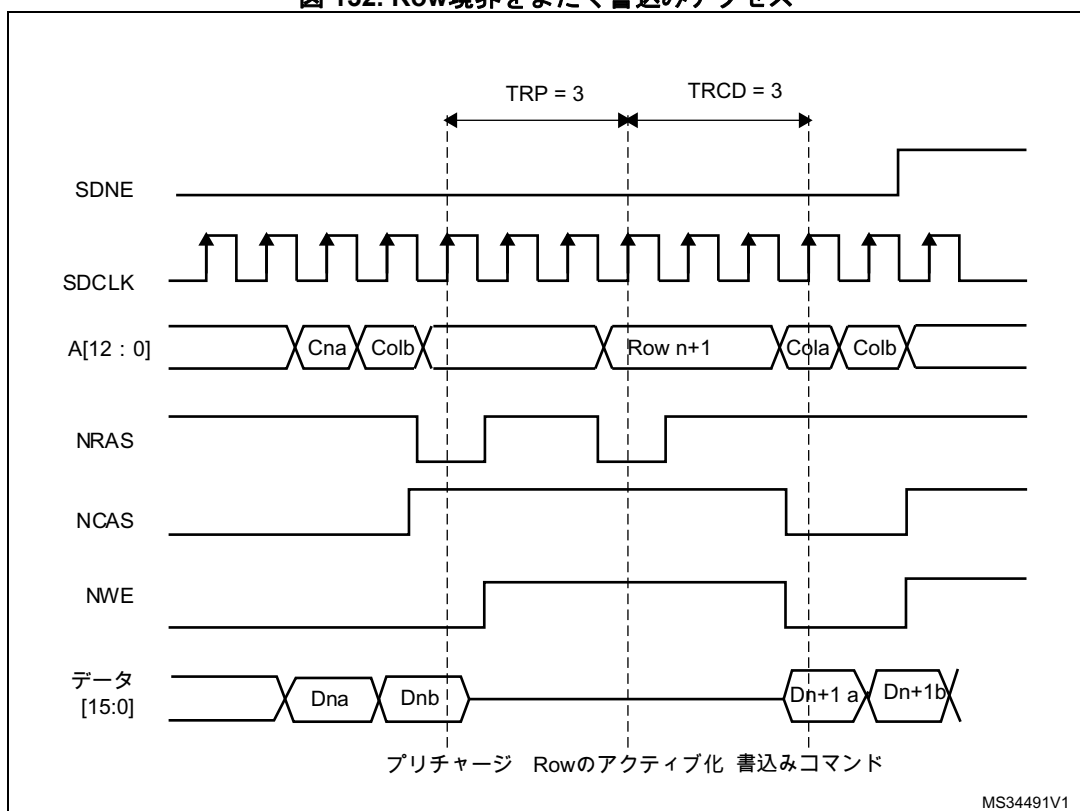 図 132. Row境界をまたぐ書込みアクセス
TRP = 3
TRCD = 3
SDNE
SDCLK
A[12 : 0]
Cna
Colb
Row n+1
Cola
Colb
NRAS
NCAS
NWE
データ
[15:0]
Dna
Dnb
Dn+1 a
Dn+1b
プリチャージ
Rowのアクティブ化
書込みコマンド
MS34491V1